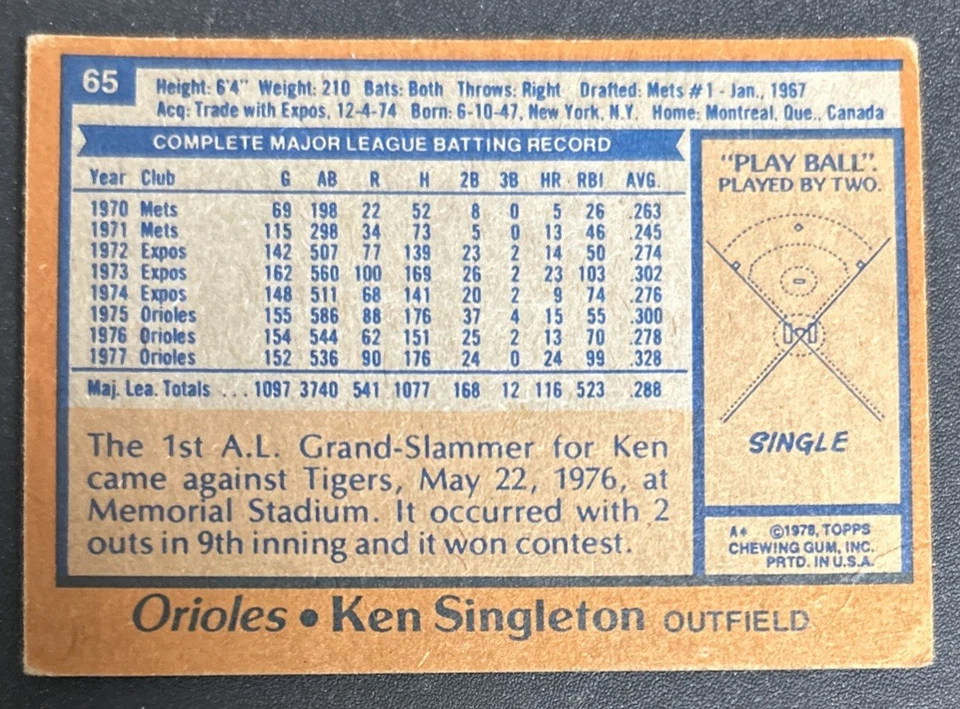 65
Height: 6'4" Weight: 210 Bats: Both Throws: Right Drafted: Mets #1 - Jan., 1967
Acq: Trade with Expos, 12-4-74 Born: 6-10-47, New York, N.Y. Home: Montreal, Que., Canada
COMPLETE MAJOR LEAGUE BATTING RECORD
Year Club G AB R H 2B 3B HR RBI AVG.
1970 Mets 69 198 22 52 8 0 5 26 .263
1971 Mets 115 298 34 73 5 0 13 46 .245
1972 Expos 142 507 77 139 23 2 14 50 .274
1973 Expos 162 560 100 169 26 2 23 103 .302
1974 Expos 148 511 68 141 20 2 9 74 .276
1975 Orioles 155 586 88 176 37 4 15 55 .300
1976 Orioles 154 544 62 151 25 2 13 70 .278
1977 Orioles 152 536 90 176 24 0 24 99 .328
Maj. Lea. Totals ... 1097 3740 541 1077 168 12 116 523 .288
The 1st A.L. Grand-Slammer for Ken
came against Tigers, May 22, 1976, at
Memorial Stadium. It occurred with 2
outs in 9th inning and it won contest.
"PLAY BALL".
PLAYED BY TWO.
SINGLE
A* ©1978, TOPPS
CHEWING GUM, INC.
PRTD. IN U.S.A.
Orioles • Ken Singleton OUTFIELD